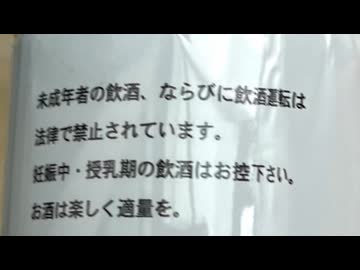 未成年者の飲酒、ならびに飲酒運転は
法律で禁止されています。
妊娠中・授乳期の飲酒はお控下さい。
お酒は楽しく適量を。